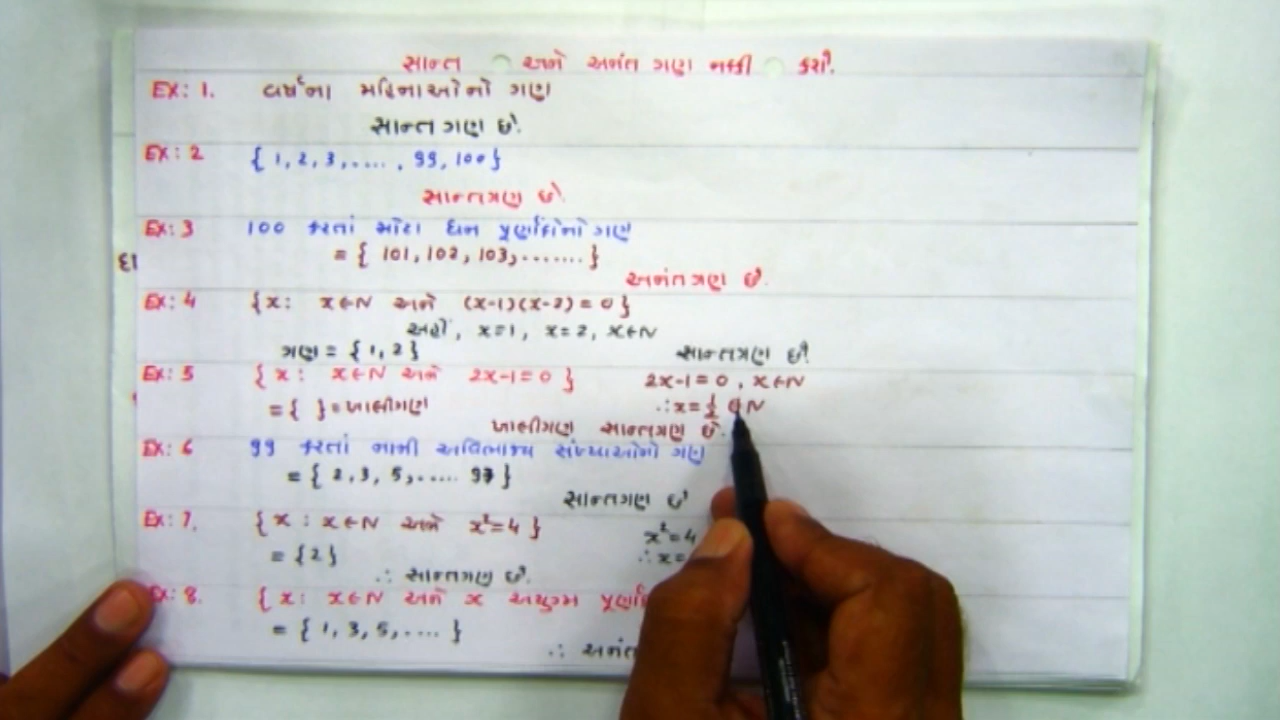 સાન્ત અને અનંત ગણ નક્કી કરો.
EX: 1. વર્ષના મહિનાઓનો ગણ
સાન્ત ગણ છે.
EX: 2 { 1, 2, 3, ..... , 99, 100 }
સાન્તગણ છે.
EX: 3 100 કરતાં મોટા ધન પૂર્ણાંકોનો ગણ
= { 101, 102, 103, ....... }
અનંતગણ છે.
EX: 4 { x : x ∈ N અને (x-1)(x-2) = 0 }
અહીં, x=1, x=2, x∈N
ગણ = { 1, 2 } સાન્તગણ છે.
EX: 5 { x : x ∈ N અને 2x-1=0 } 2x-1=0, x∈N
= { } = ખાલીગણ ∴ x = 1/2 N
ખાલીગણ સાન્તગણ છે.
EX: 6 99 કરતાં નાની અવિભાજ્ય સંખ્યાઓનો ગણ
= { 2, 3, 5, ..... 97 }
સાન્તગણ છે
Ex: 7. { x : x ∈ N અને x²=4 } x²=4
= {2} ∴ x=
∴ સાન્તગણ છે.
Ex: 8. { x : x ∈ N અને x અયુગ્મ
= { 1, 3, 5, .... }
∴ અનંત